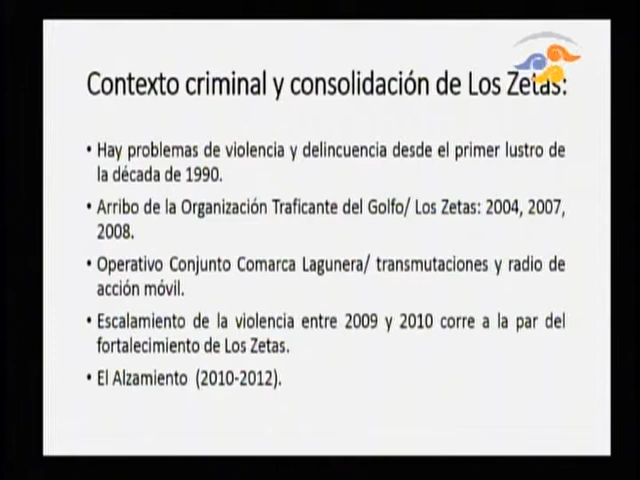 Contexto criminal y consolidación de Los Zetas:
• Hay problemas de violencia y delincuencia desde el primer lustro de
la década de 1990.
• Arribo de la Organización Traficante del Golfo/ Los Zetas: 2004, 2007,
2008.
• Operativo Conjunto Comarca Lagunera/ transmutaciones y radio de
acción móvil.
• Escalamiento de la violencia entre 2009 y 2010 corre a la par del
fortalecimiento de Los Zetas.
• El Alzamiento (2010-2012).